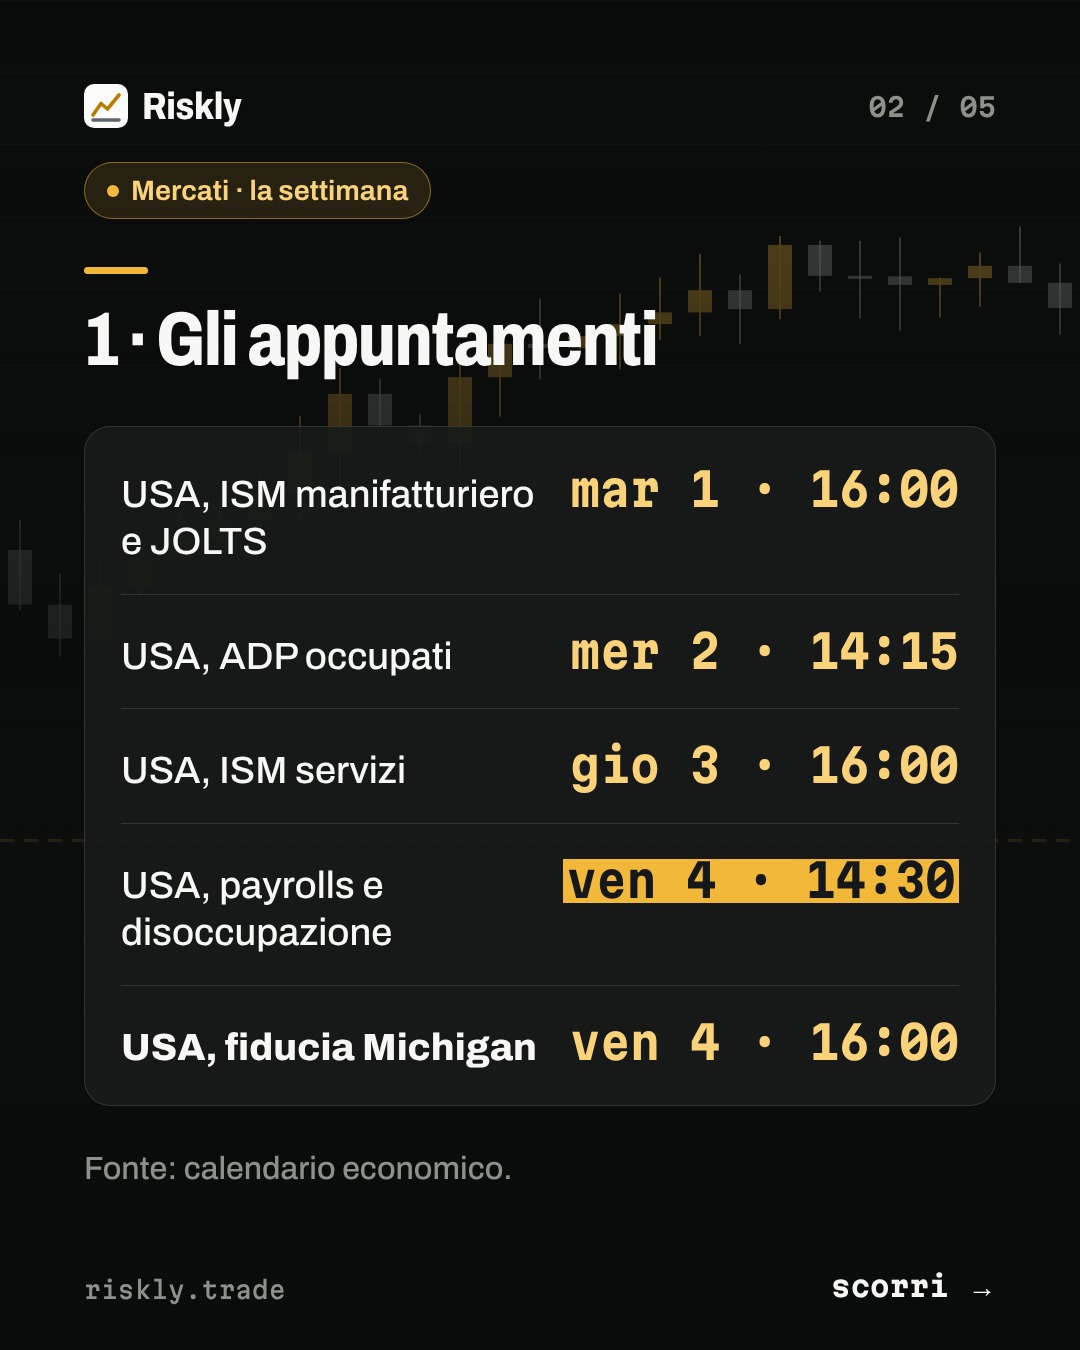 Riskly
02 / 05
Mercati · la settimana
1 · Gli appuntamenti
USA, ISM manifatturiero
e JOLTS
mar 1 · 16:00
USA, ADP occupati
mer 2 · 14:15
USA, ISM servizi
gio 3 · 16:00
USA, payrolls e
disoccupazione
ven 4 · 14:30
USA, fiducia Michigan
ven 4 · 16:00
Fonte: calendario economico.
riskly.trade
scorri →